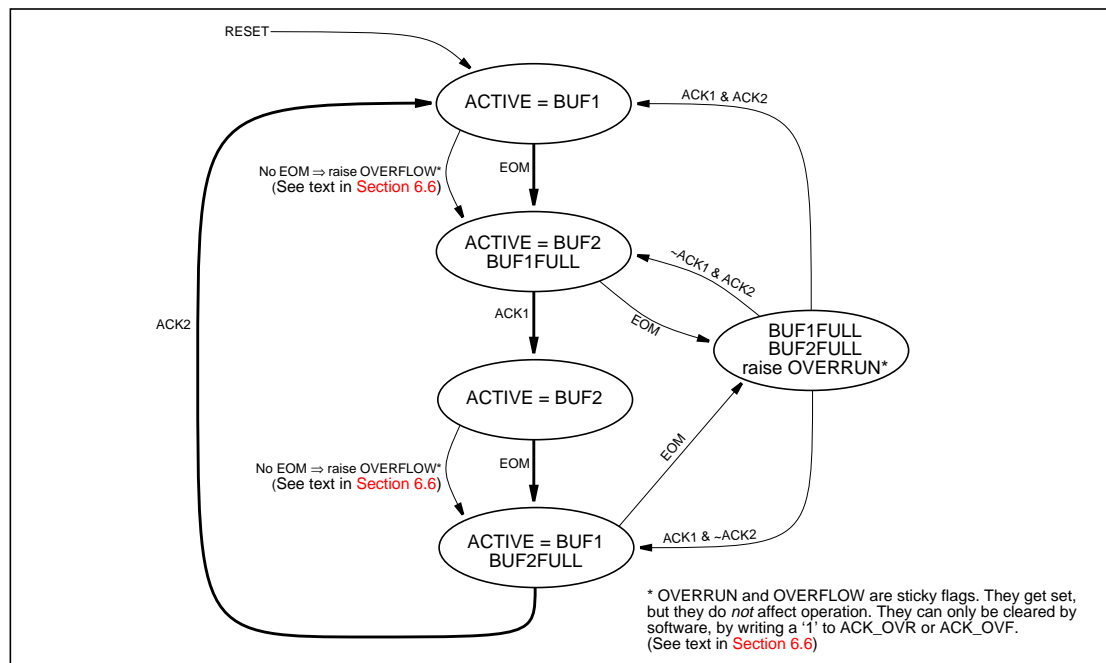 RESET
ACTIVE = BUF1
ACK1 & ACK2
No EOM ⇒ raise OVERFLOW*
(See text in Section 6.6)
EOM
ACTIVE = BUF2
BUF1FULL
~ACK1 & ACK2
ACK2
ACK1
EOM
BUF1FULL
BUF2FULL
raise OVERRUN*
ACTIVE = BUF2
No EOM ⇒ raise OVERFLOW*
(See text in Section 6.6)
EOM
EOM
ACTIVE = BUF1
BUF2FULL
ACK1 & ~ACK2
* OVERRUN and OVERFLOW are sticky flags. They get set,
but they do not affect operation. They can only be cleared by
software, by writing a ‘1’ to ACK_OVR or ACK_OVF.
(See text in Section 6.6)